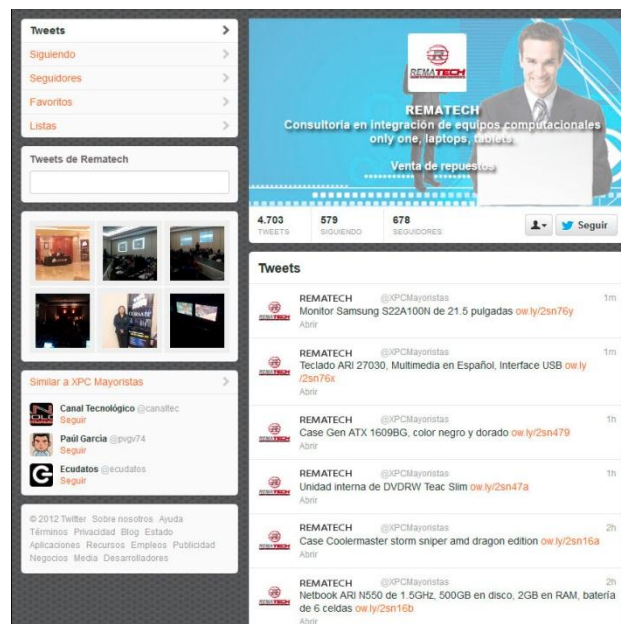 Tweets
Siguiendo
Seguidores
Favoritos
Listas
Tweets de Rematech
Similar a XPC Mayoristas
Canal Tecnológico @canaltec
Seguir
Paúl Garcia @pvgv74
Seguir
Ecudatos @ecudatos
Seguir
© 2012 Twitter Sobre nosotros Ayuda
Términos Privacidad Blog Estado
Aplicaciones Recursos Empleos Publicidad
Negocios Media Desarrolladores
REMATECH
REMATECH
Consultoria en integración de equipos computacionales
only one, laptops, tablets
Venta de repuestos
4.703 579 678
TWEETS SIGUIENDO SEGUIDORES
Seguir
Tweets
REMATECH @XPCMayoristas 1m
Monitor Samsung S22A100N de 21.5 pulgadas ow.ly/2sn76y
Abrir
REMATECH @XPCMayoristas 1m
Teclado ARI 27030, Multimedia en Español, Interface USB ow.ly
/2sn76x
Abrir
REMATECH @XPCMayoristas 1h
Case Gen ATX 1609BG, color negro y dorado ow.ly/2sn479
Abrir
REMATECH @XPCMayoristas 1h
Unidad interna de DVDRW Teac Slim ow.ly/2sn47a
Abrir
REMATECH @XPCMayoristas 2h
Case Coolermaster storm sniper amd dragon edition ow.ly/2sn16a
Abrir
REMATECH @XPCMayoristas 2h
Netbook ARI N550 de 1.5GHz, 500GB en disco, 2GB en RAM, batería
de 6 celdas ow.ly/2sn16b
Abrir